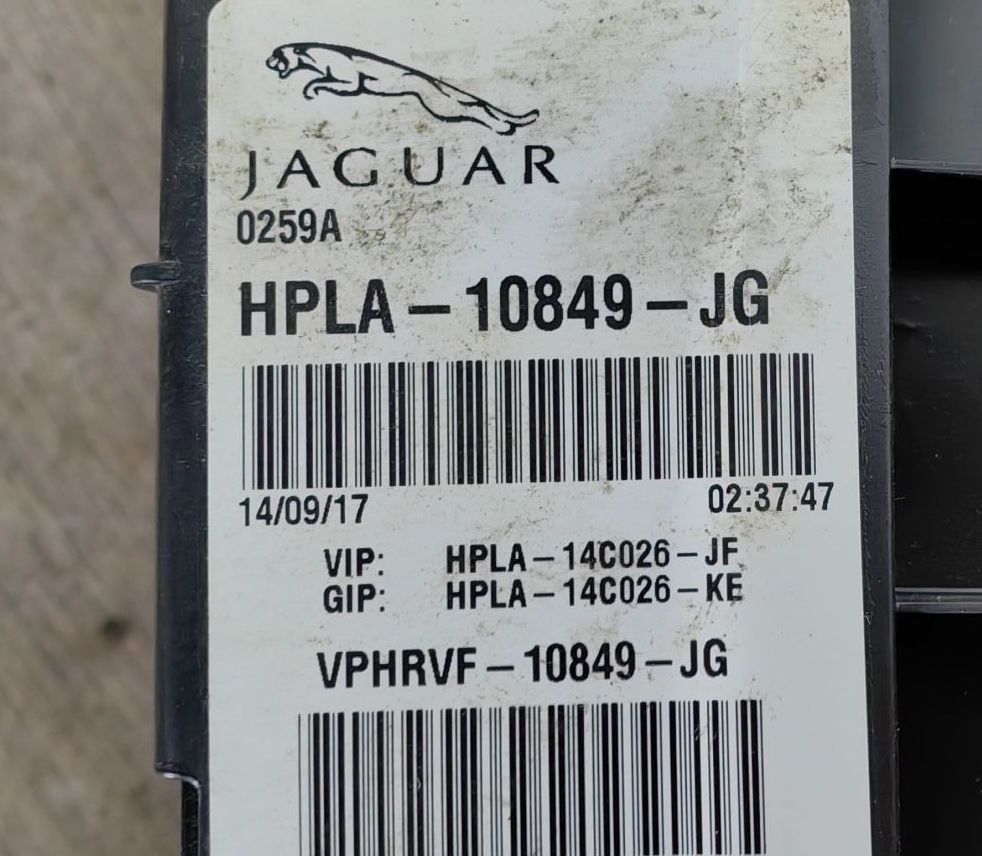 JAGUAR
0259A
HPLA-10849-JG
14/09/17 02:37:47
VIP: HPLA-14C026-JF
GIP: HPLA-14C026-KE
VPHRVF-10849-JG